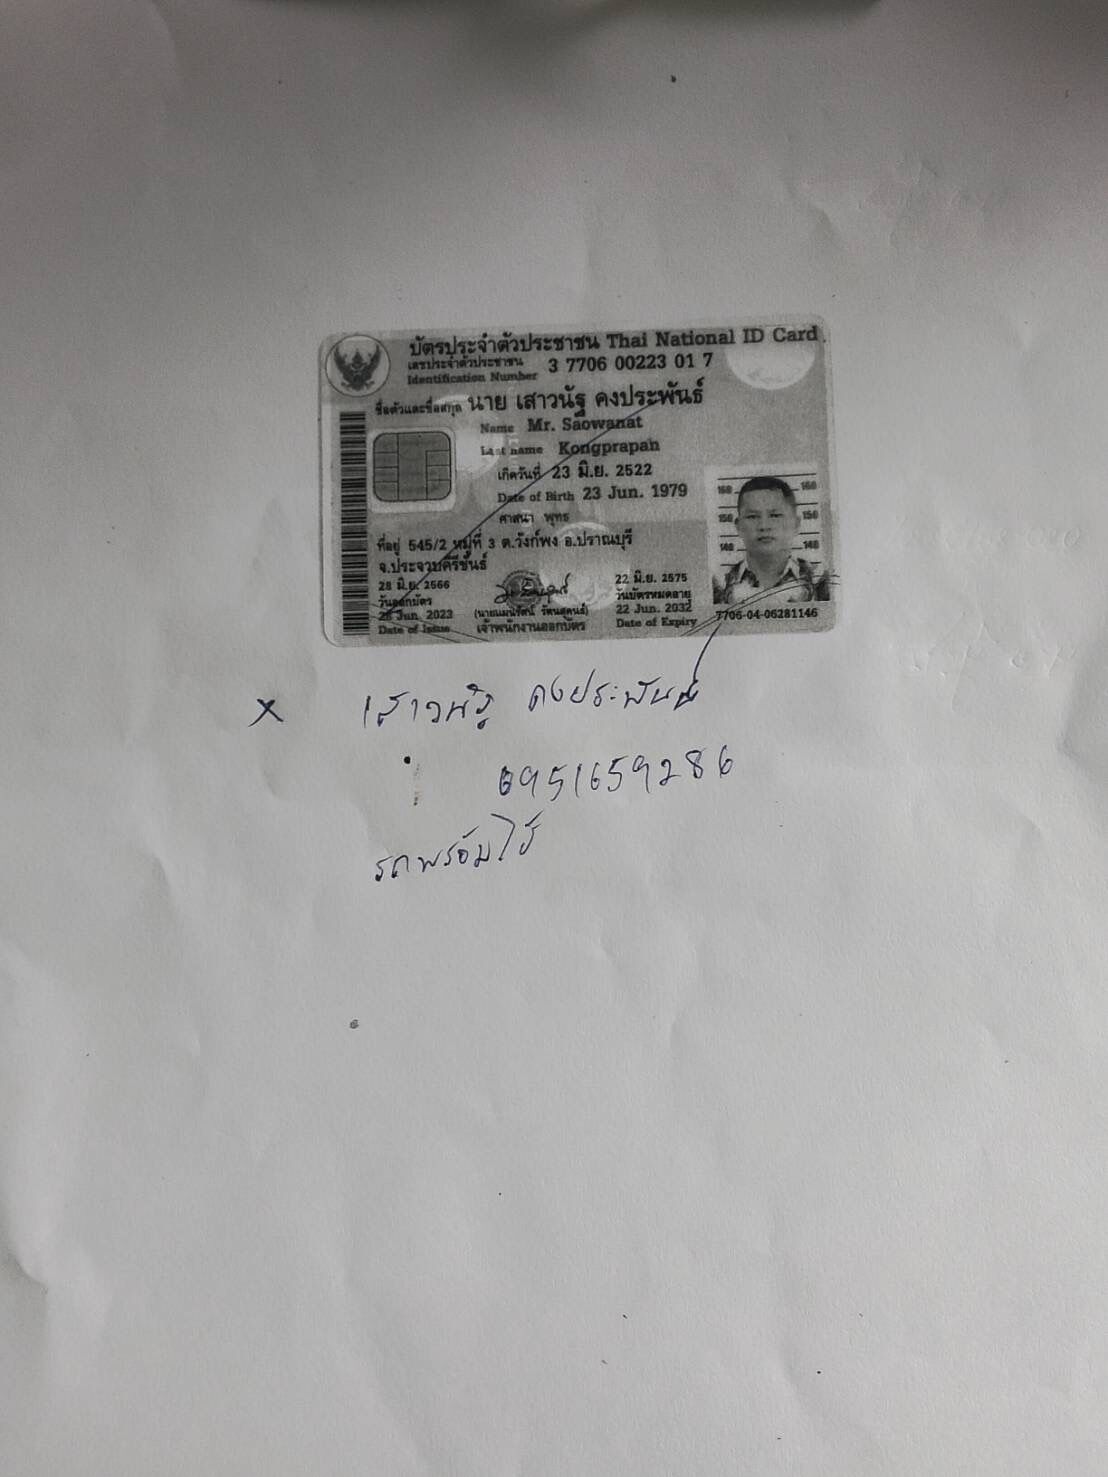 บัตรประจำตัวประชาชน Thai National ID Card
เลขประจำตัวประชาชน
Identification Number 3 7706 00223 01 7
ชื่อตัวและชื่อสกุล นาย เสาวนัฐ คงประพันธ์
Name Mr. Saowanat
Last name Kongprapan
เกิดวันที่ 23 มิ.ย. 2522
Date of Birth 23 Jun. 1979
ศาสนา พุทธ
ที่อยู่ 545/2 หมู่ที่ 3 ต.วังก์พง อ.ปราณบุรี
จ.ประจวบคีรีขันธ์
28 มิ.ย. 2566
วันออกบัตร
28 Jun. 2023
Date of Issue
เจ้าพนักงานออกบัตร
22 มิ.ย. 2575
วันบัตรหมดอายุ
22 Jun. 2032
Date of Expiry
160 160
150 150
140 140
7706-04-06281146
x เสาวนัฐ คงประพันธ์
0951659286